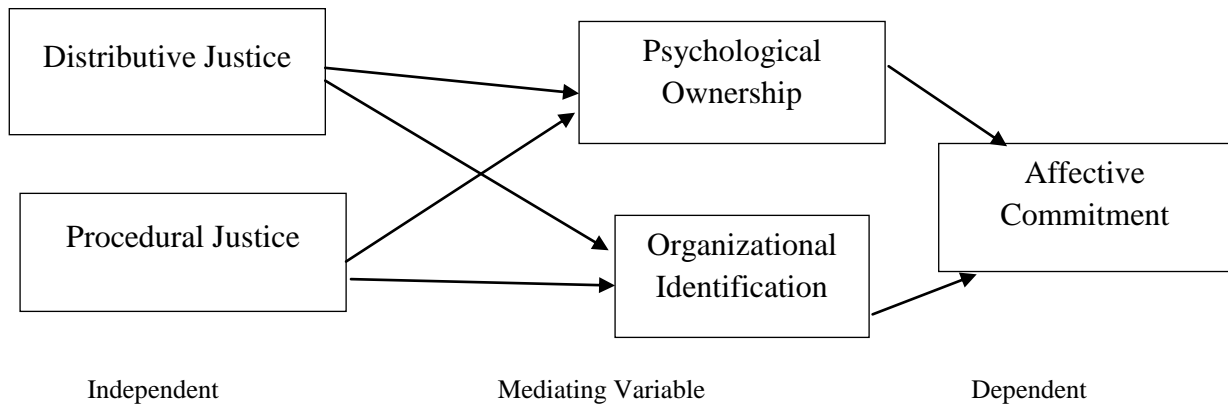 Distributive Justice
Psychological
Ownership
Procedural Justice
Organizational
Identification
Affective
Commitment
Independent
Mediating Variable
Dependent